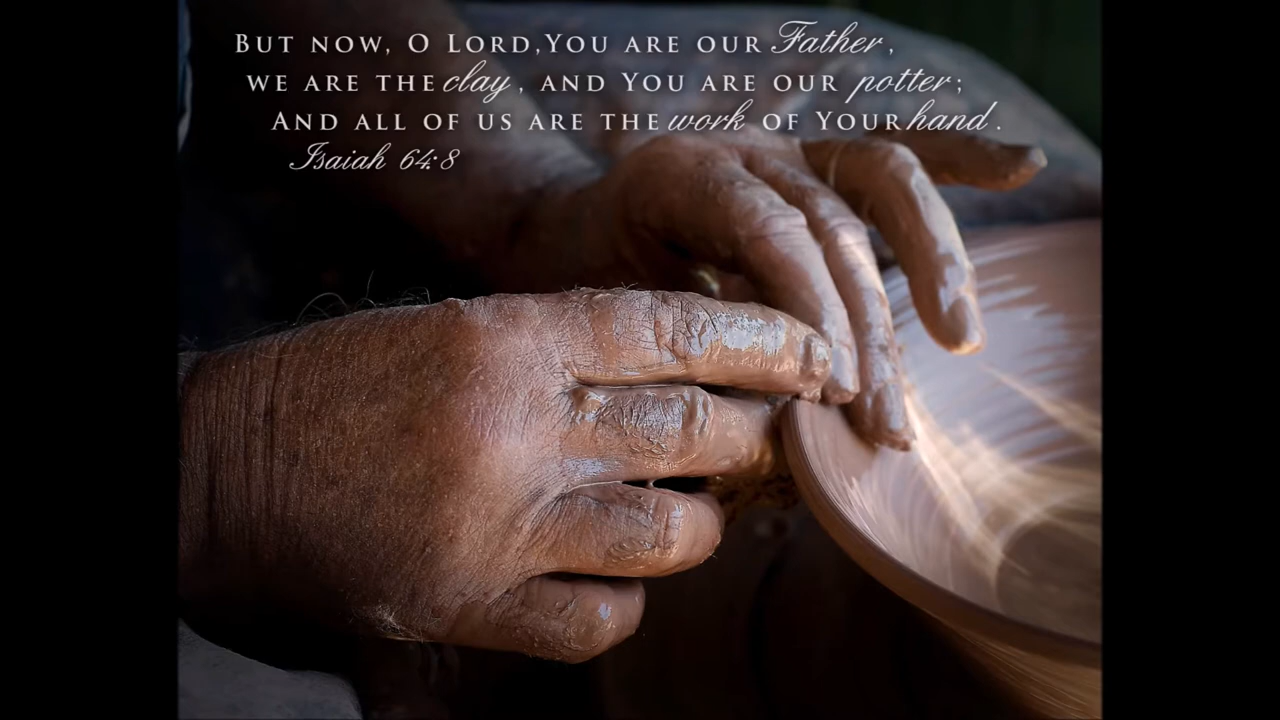 But now, O Lord,You are our Father,
we are the clay, and You are our potter;
And all of us are the work of Your hand.
Isaiah 64:8